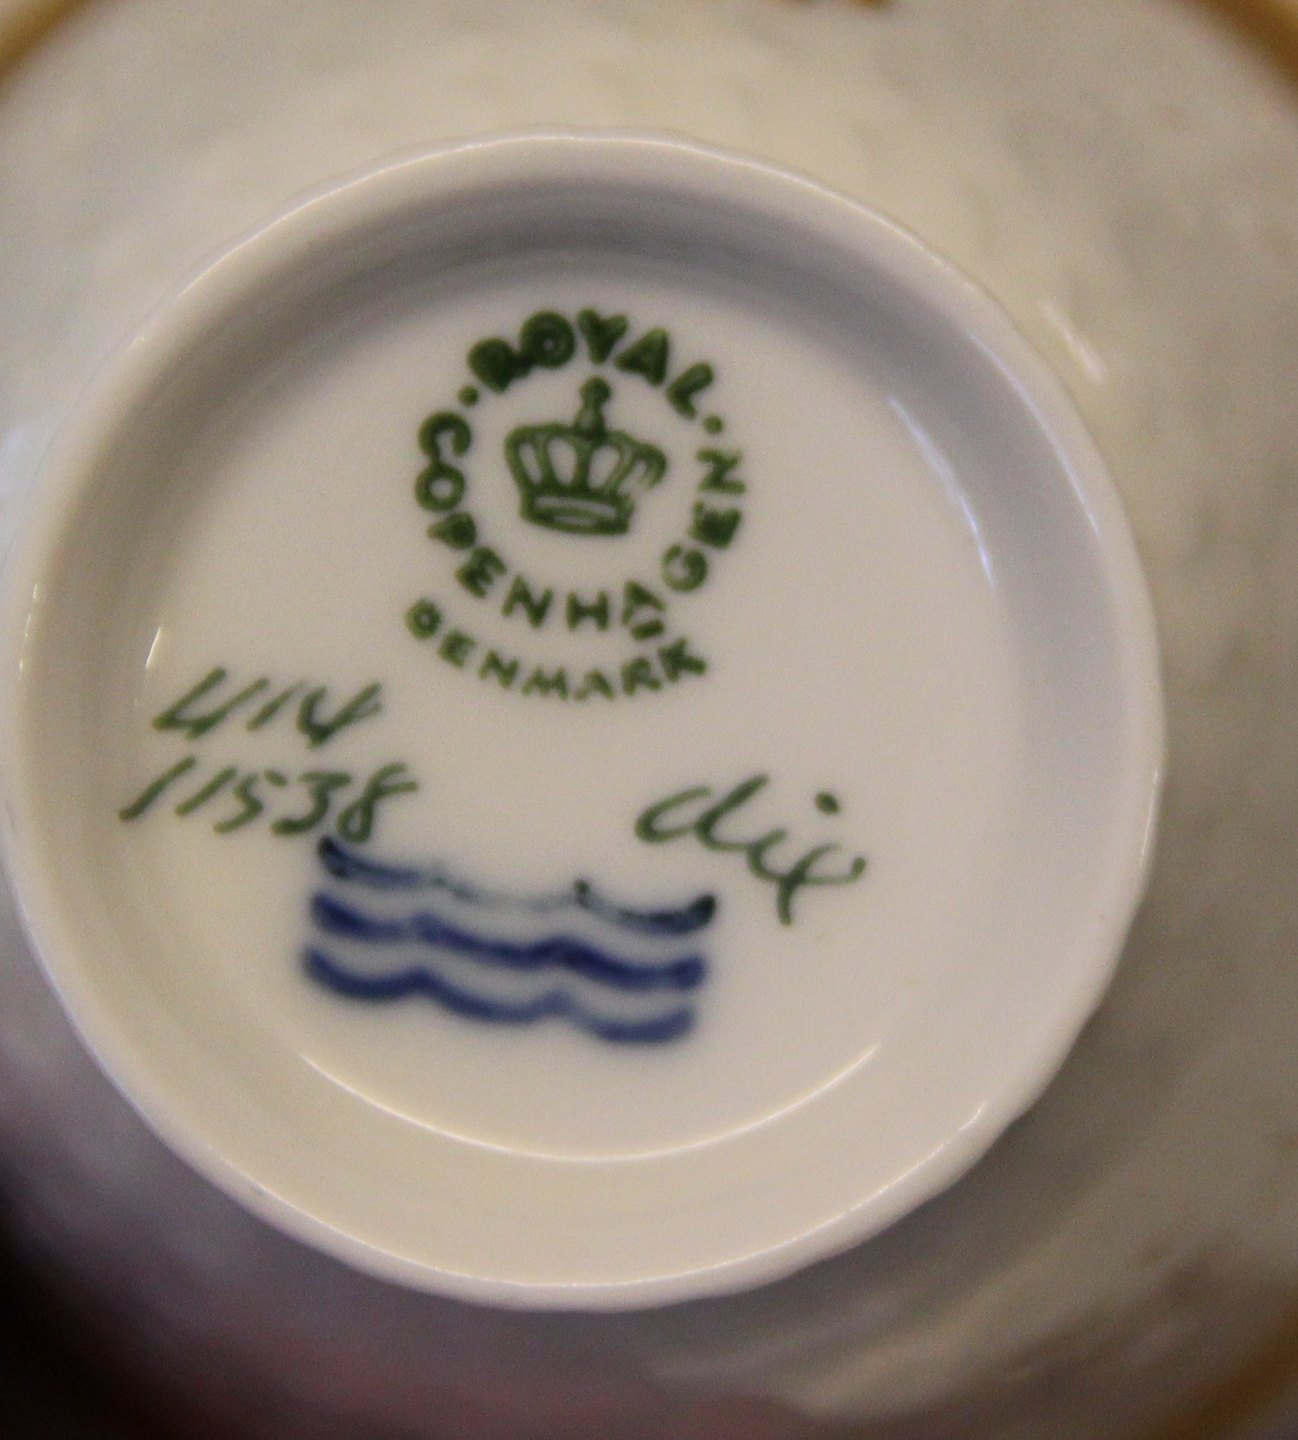 · ROYAL ·
COPENHAGEN
DENMARK
414
11538